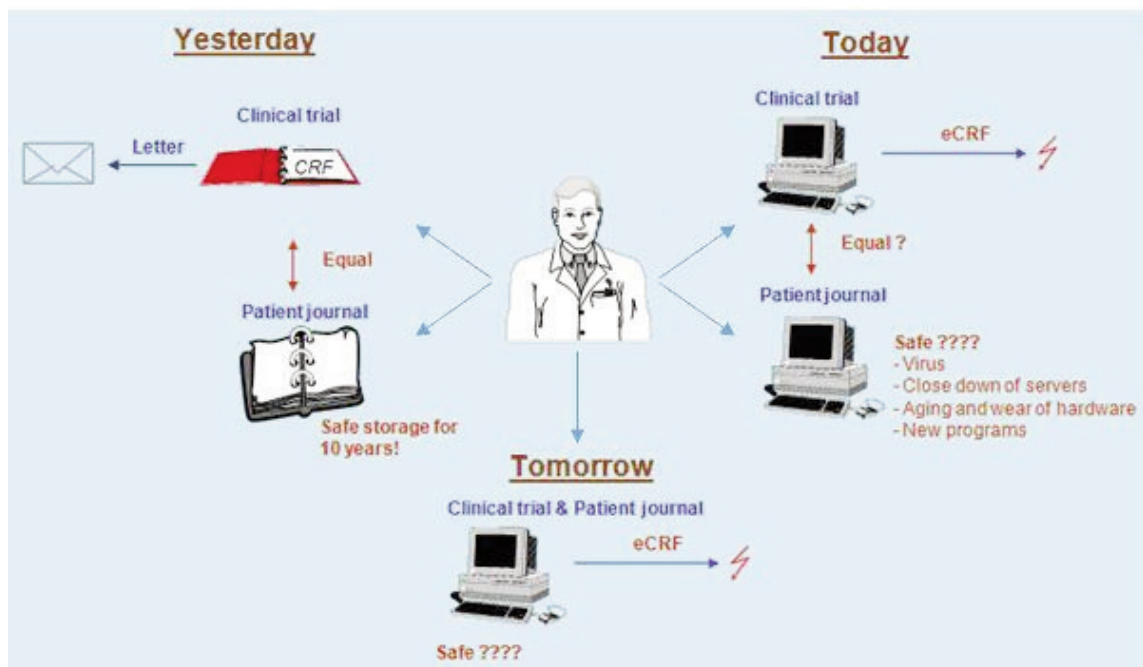 Yesterday
Clinical trial
Letter
CRF
Equal
Patient journal
Safe storage for
10 years!
Today
Clinical trial
eCRF
Equal ?
Patient journal
Safe ????
- Virus
- Close down of servers
- Aging and wear of hardware
- New programs
Tomorrow
Clinical trial & Patient journal
eCRF
Safe ????